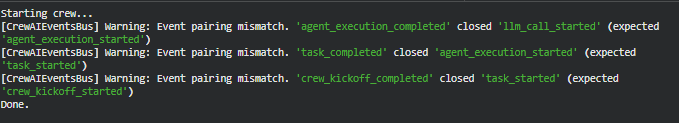 Starting crew...
[CrewAIEventsBus] Warning: Event pairing mismatch. 'agent_execution_completed' closed 'llm_call_started' (expected
'agent_execution_started')
[CrewAIEventsBus] Warning: Event pairing mismatch. 'task_completed' closed 'agent_execution_started' (expected
'task_started')
[CrewAIEventsBus] Warning: Event pairing mismatch. 'crew_kickoff_completed' closed 'task_started' (expected
'crew_kickoff_started')
Done.